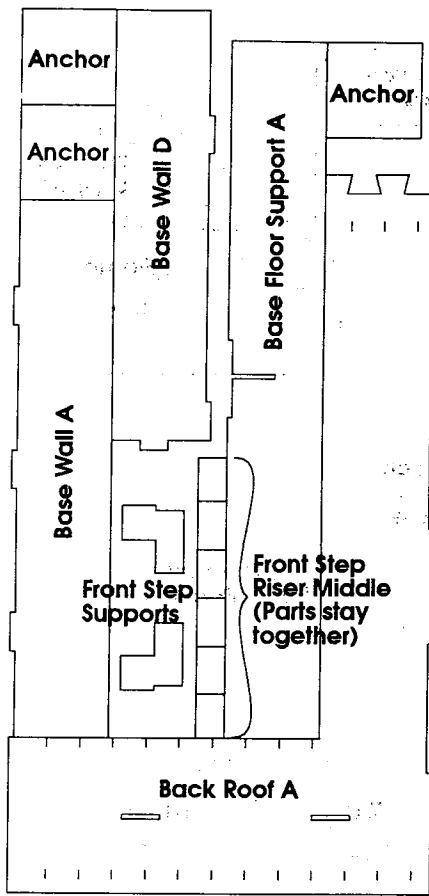 Anchor
Anchor
Base Wall A
Base Wall D
Base Floor Support A
Anchor
Front Step
Supports
Front Step
Riser Middle
(Parts stay
together)
Back Roof A